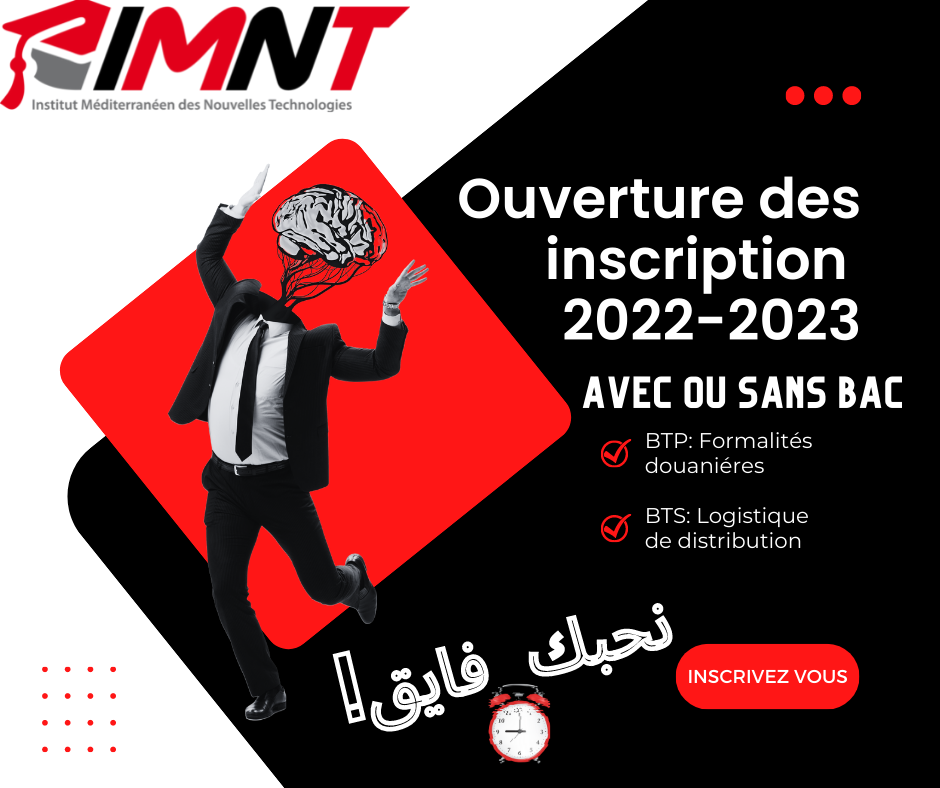 IMNT
Institut Méditerranéen des Nouvelles Technologies
Ouverture des
inscription
2022-2023
AVEC OU SANS BAC
BTP: Formalités
douaniéres
BTS: Logistique
de distribution
نحبك فايق!
INSCRIVEZ VOUS